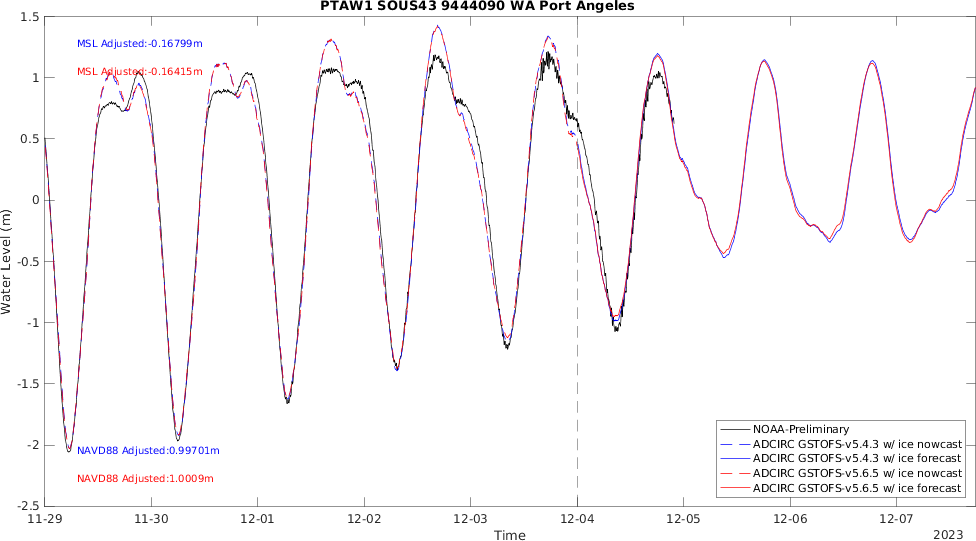 PTAW1 SOUS43 9444090 WA Port Angeles
1.5
1
0.5
0
-0.5
-1
-1.5
-2
-2.5
Water Level (m)
MSL Adjusted:-0.16799m
MSL Adjusted:-0.16415m
NAVD88 Adjusted:0.99701m
NAVD88 Adjusted:1.0009m
NOAA-Preliminary
ADCIRC GSTOFS-v5.4.3 w/ ice nowcast
ADCIRC GSTOFS-v5.4.3 w/ ice forecast
ADCIRC GSTOFS-v5.6.5 w/ ice nowcast
ADCIRC GSTOFS-v5.6.5 w/ ice forecast
11-29 11-30 12-01 12-02 12-03 12-04 12-05 12-06 12-07
Time
2023